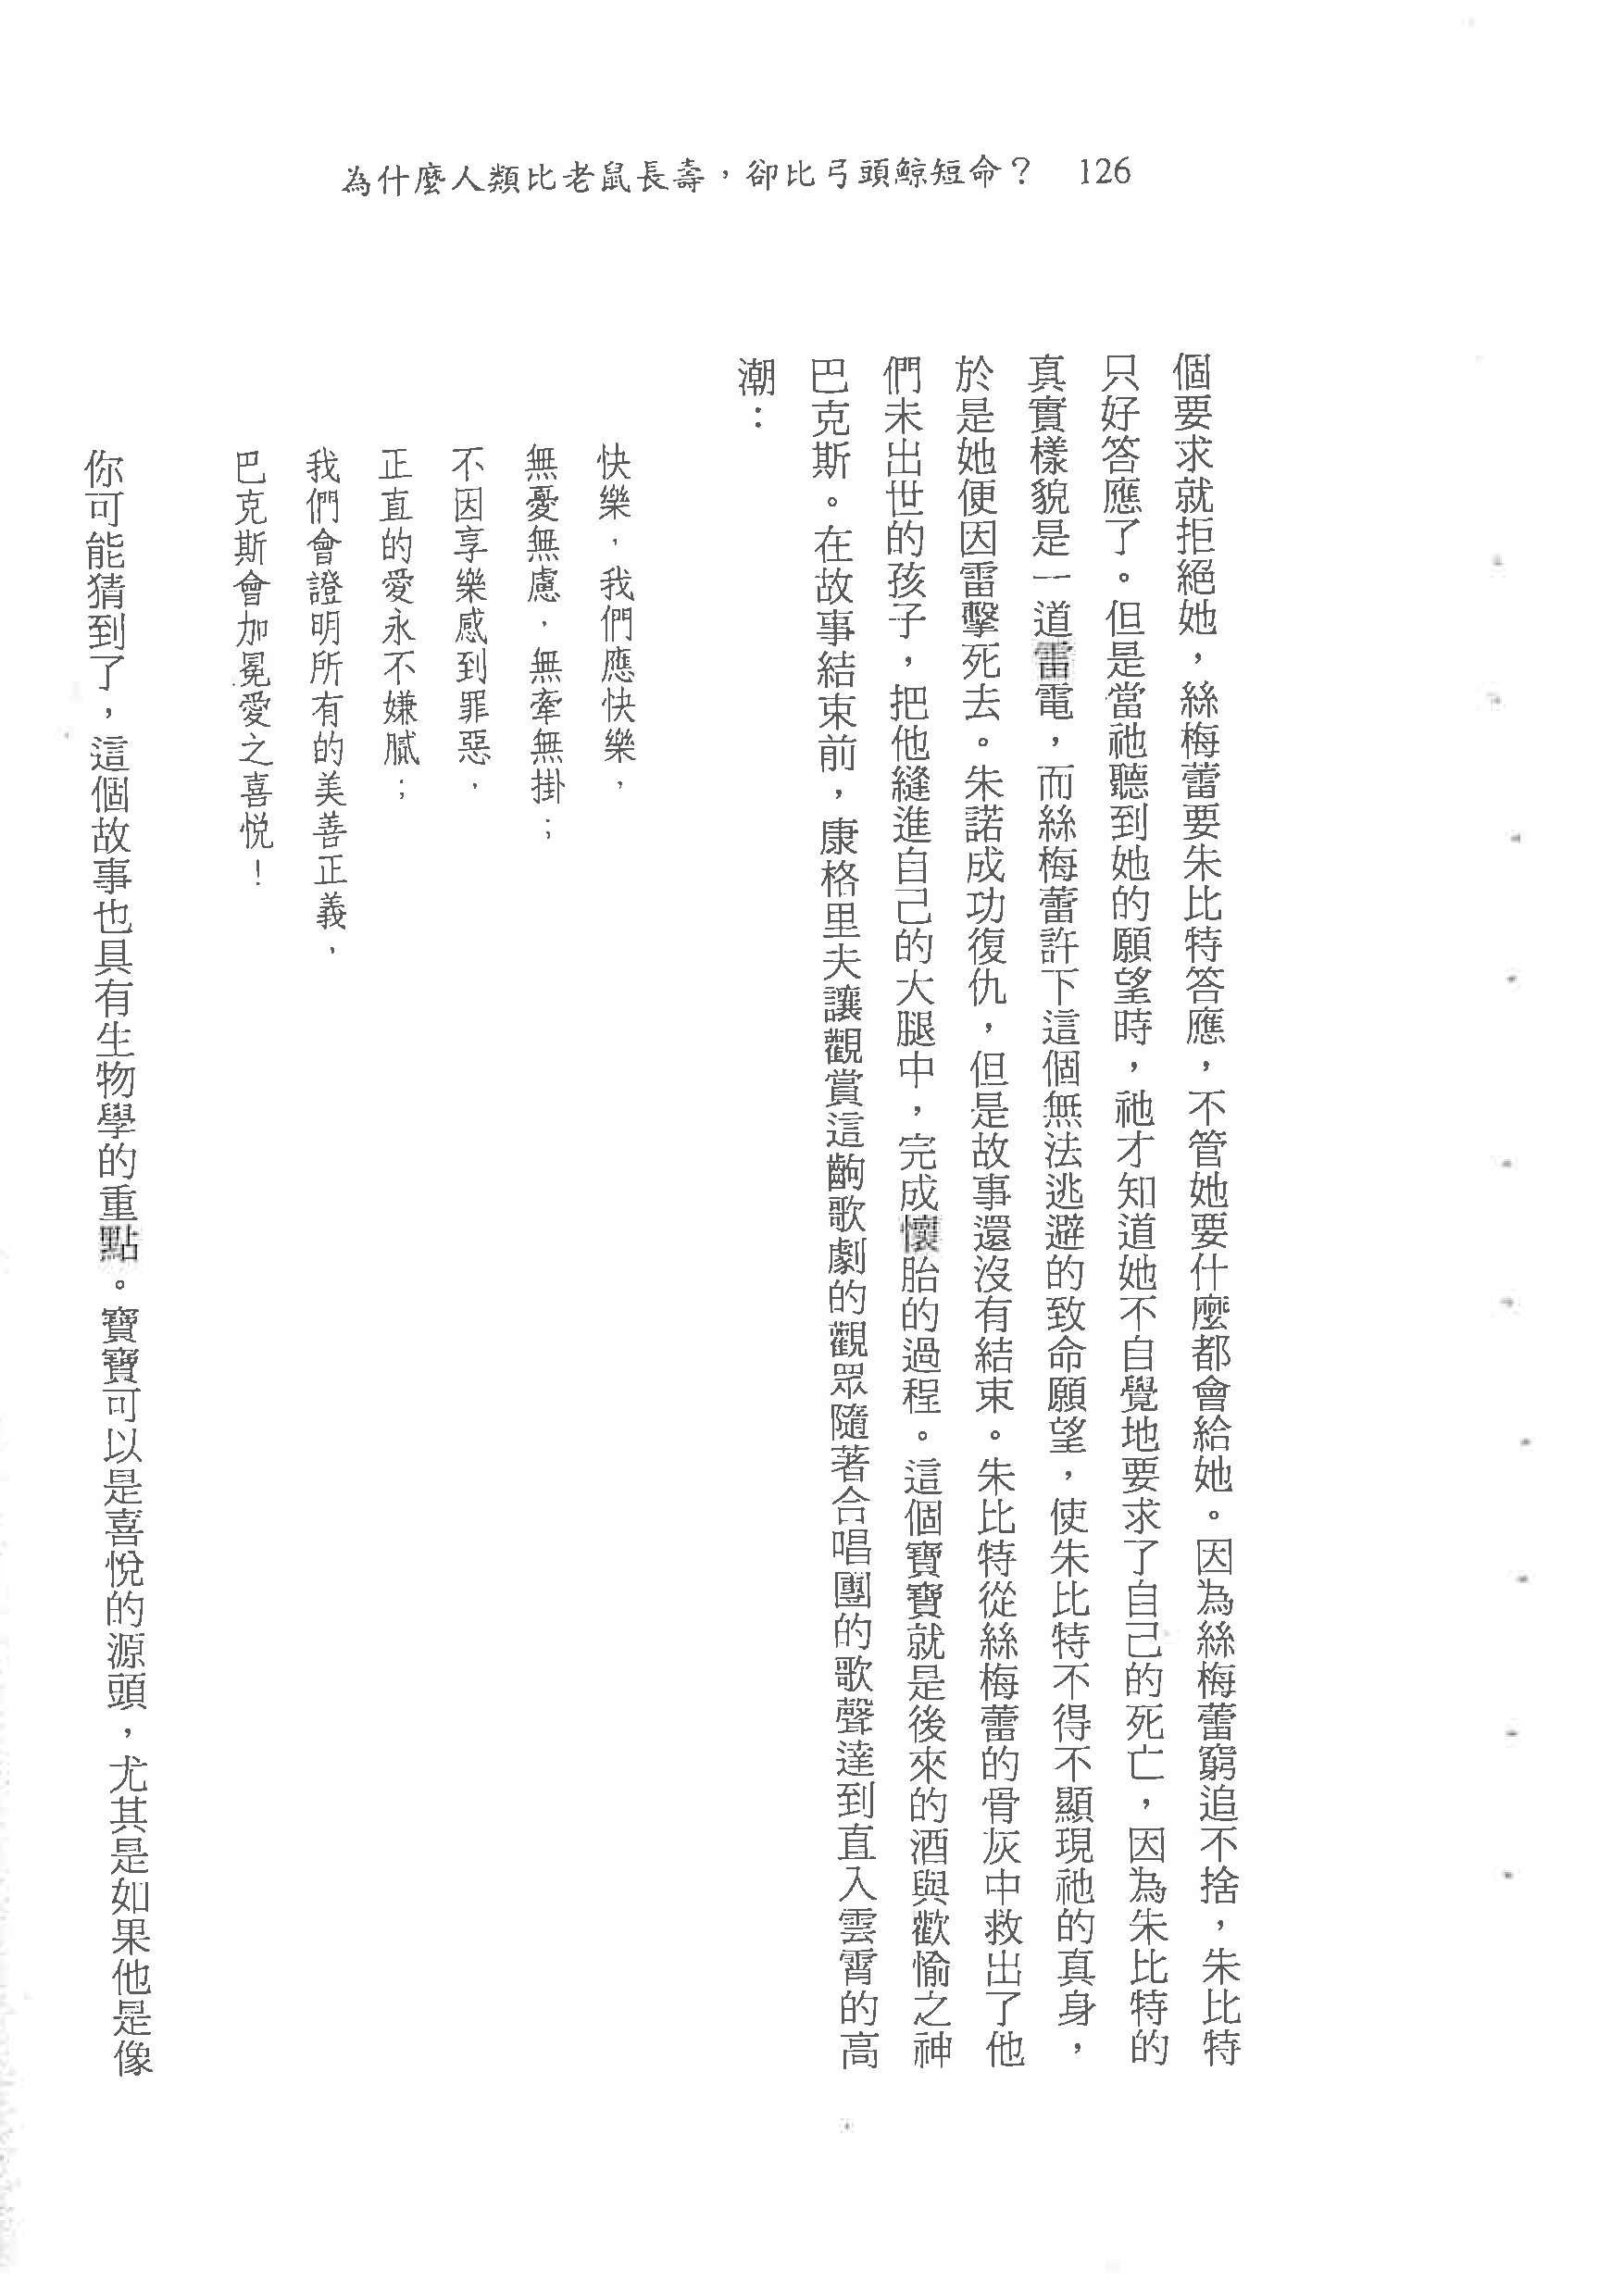 為什麼人類比老鼠長壽，卻比弓頭鯨短命？ 126
個要求就拒絕她，絲梅蕾要朱比特答應，不管她要什麼都會給她。因為絲梅蕾窮追不捨，朱比特
只好答應了。但是當祂聽到她的願望時，祂才知道她不自覺地要求了自己的死亡，因為朱比特的
真實樣貌是一道雷電，而絲梅蕾許下這個無法逃避的致命願望，使朱比特不得不顯現祂的真身，
於是她便因雷擊死去。朱諾成功復仇，但是故事還沒有結束。朱比特從絲梅蕾的骨灰中救出了他
們未出世的孩子，把他縫進自己的大腿中，完成懷胎的過程。這個寶寶就是後來的酒與歡愉之神
巴克斯。在故事結束前，康格里夫讓觀賞這齣歌劇的觀眾隨著合唱團的歌聲達到直入雲霄的高
潮：
快樂，我們應快樂，
無憂無慮，無牽無掛；
不因享樂感到罪惡，
正直的愛永不嫌膩；
我們會證明所有的美善正義，
巴克斯會加冕愛之喜悅！
你可能猜到了，這個故事也具有生物學的重點。寶寶可以是喜悅的源頭，尤其是如果他是像